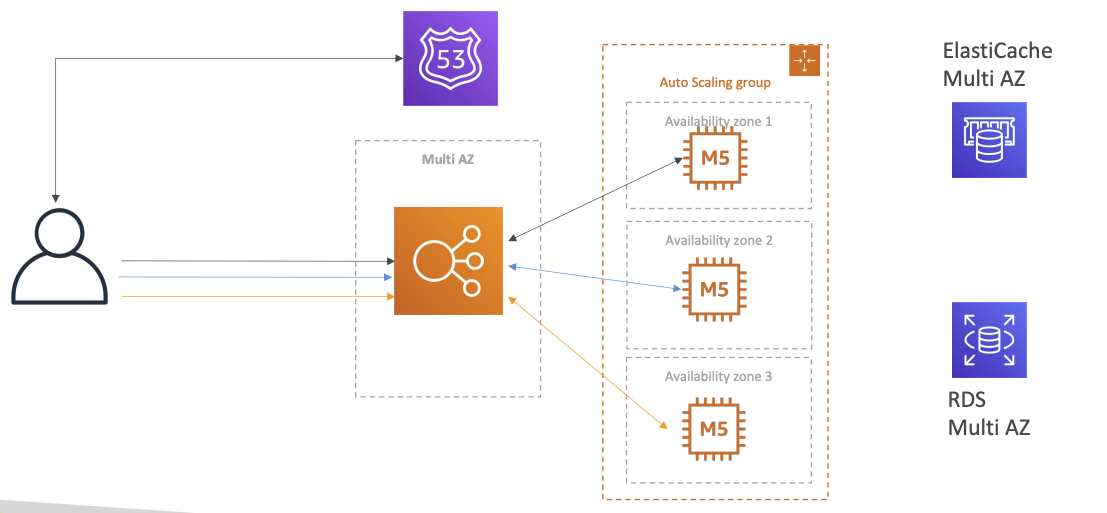 53
Multi AZ
Auto Scaling group
Availability zone 1
M5
Availability zone 2
M5
Availability zone 3
M5
ElastiCache
Multi AZ
RDS
Multi AZ